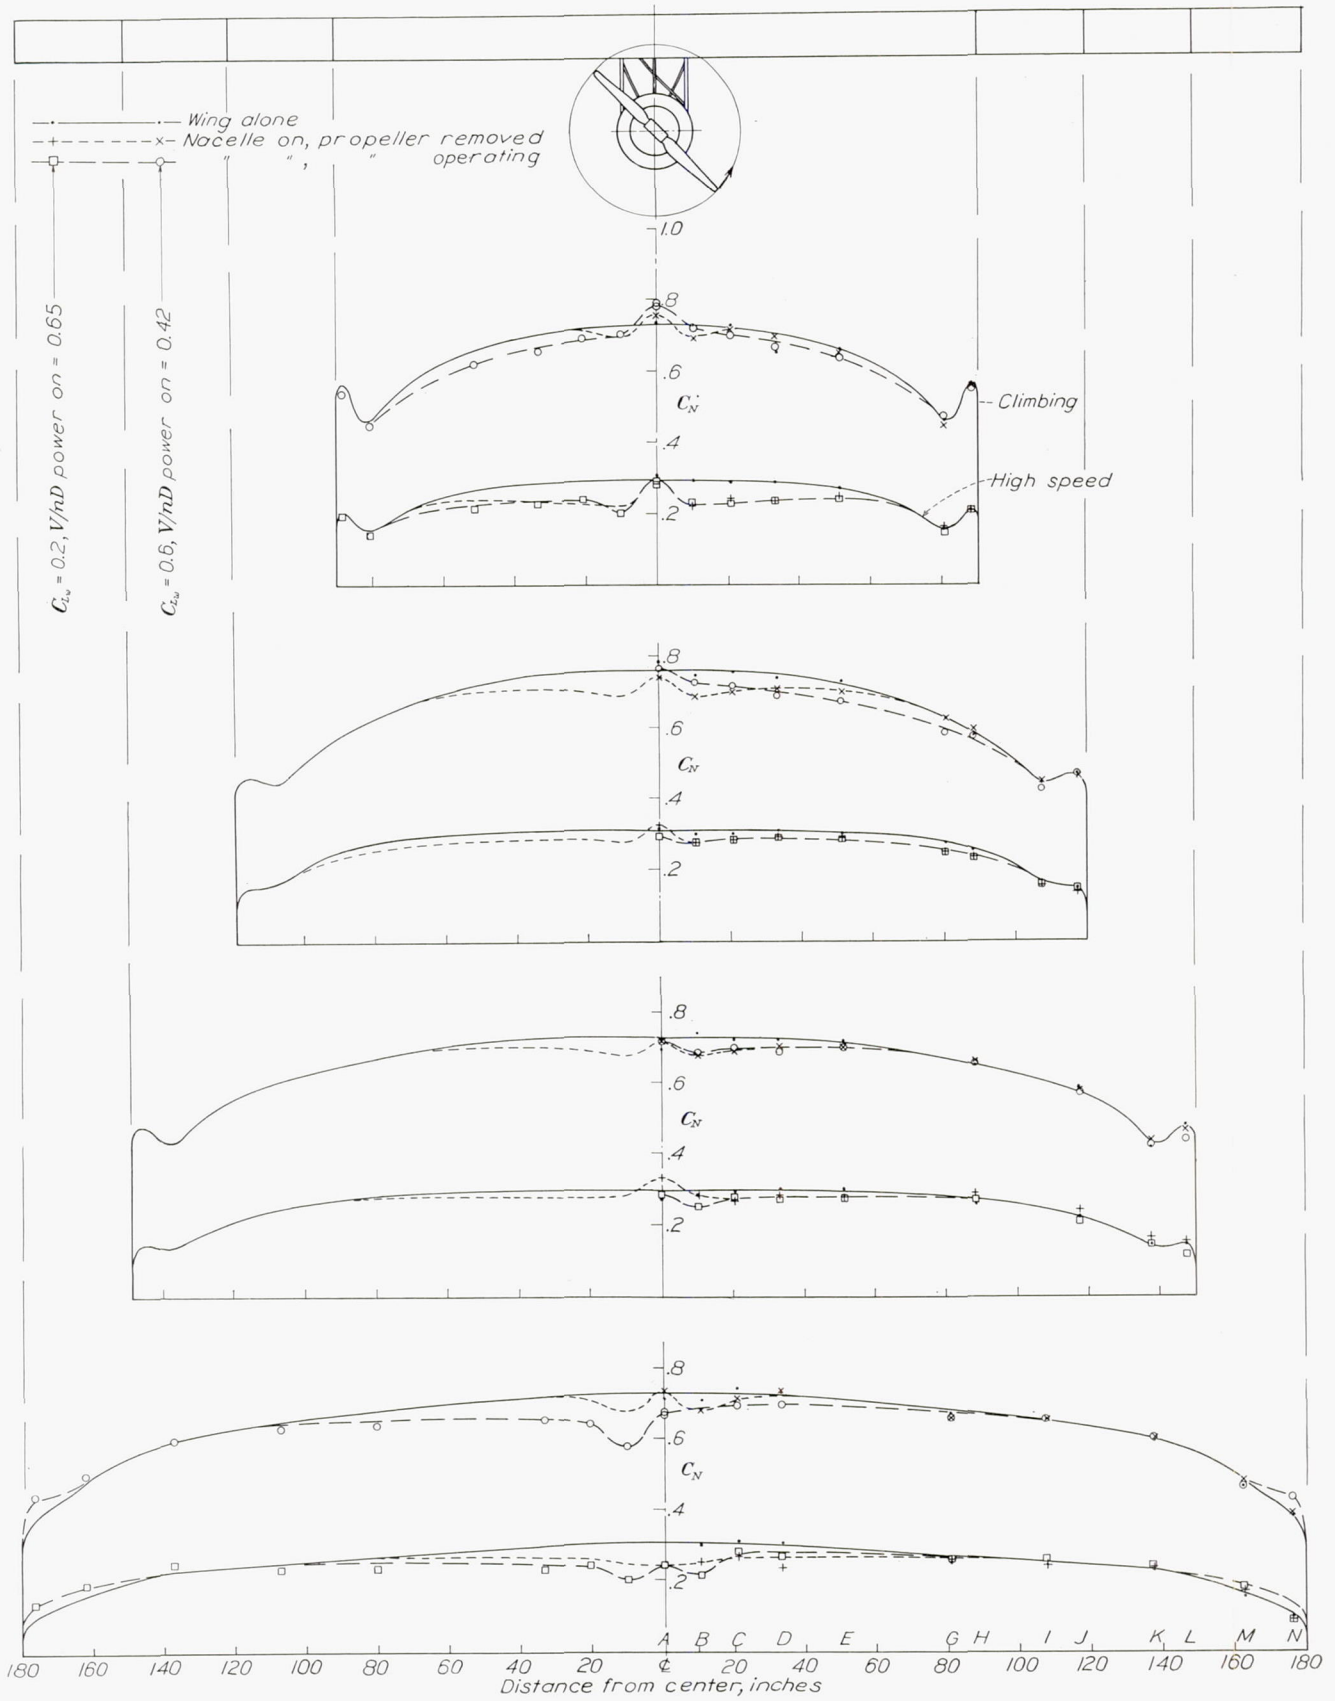 Wing alone
Nacelle on, propeller removed
" ", " operating
C_Lw = 0.2, V/nD power on = 0.65
C_Lw = 0.6, V/nD power on = 0.42
1.0
.8
.6
C_N
.4
.2
Climbing
High speed
.8
.6
C_N
.4
.2
.8
.6
C_N
.4
.2
.8
.6
C_N
.4
.2
A B C D E G H I J K L M N
180 160 140 120 100 80 60 40 20 ℄ 20 40 60 80 100 120 140 160 180
Distance from center, inches